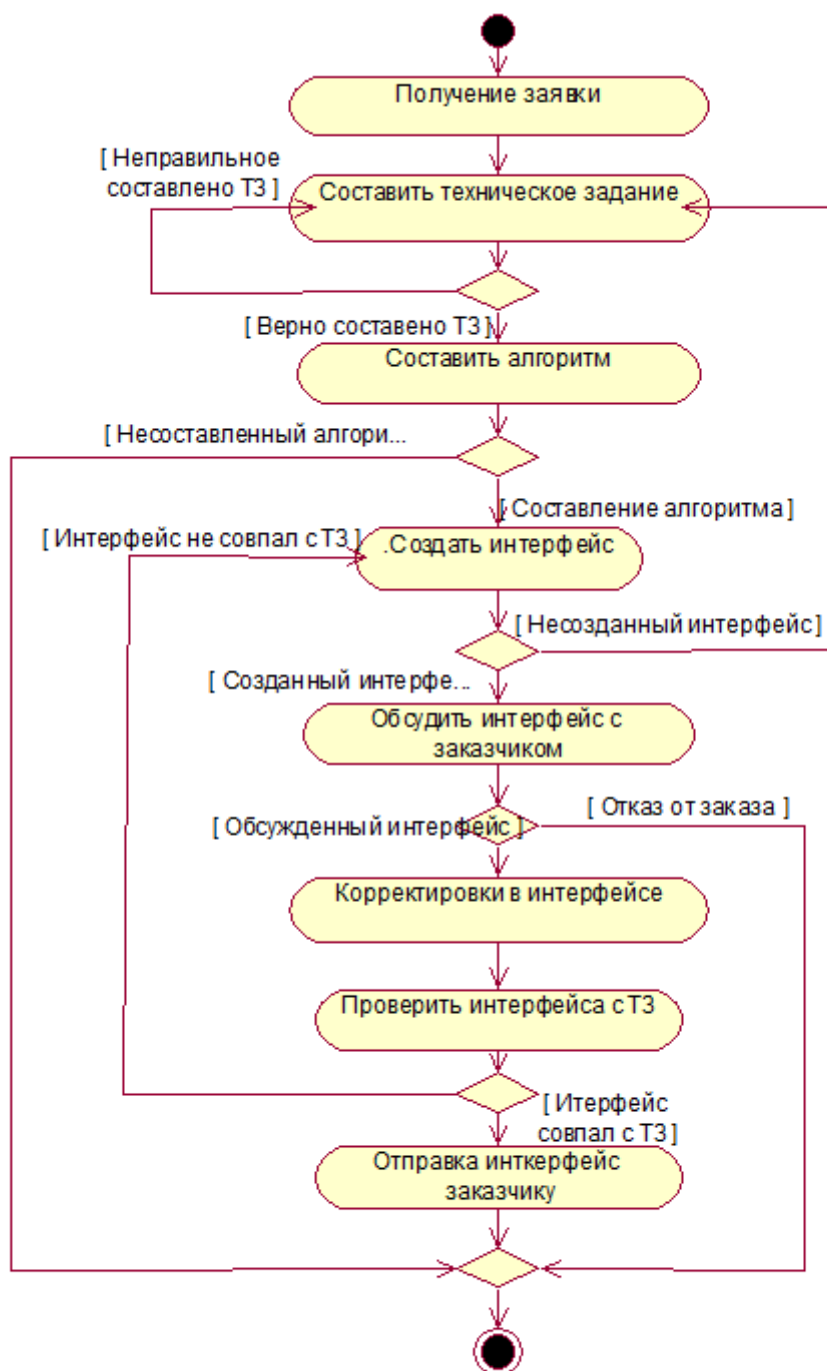 Получение заявки
[ Неправильное
составлено ТЗ ]
Составить техническое задание
[ Верно составено ТЗ ]
Составить алгоритм
[ Несоставленный алгори...
[ Составление алгоритма ]
[ Интерфейс не совпал с ТЗ ]
.Создать интерфейс
[ Несозданный интерфейс ]
[ Созданный интерфе...
Обсудить интерфейс с
заказчиком
[ Отказ от заказа ]
[ Обсужденный интерфейс ]
Корректировки в интерфейсе
Проверить интерфейса с ТЗ
[ Итерфейс
совпал с ТЗ ]
Отправка инткерфейс
заказчику